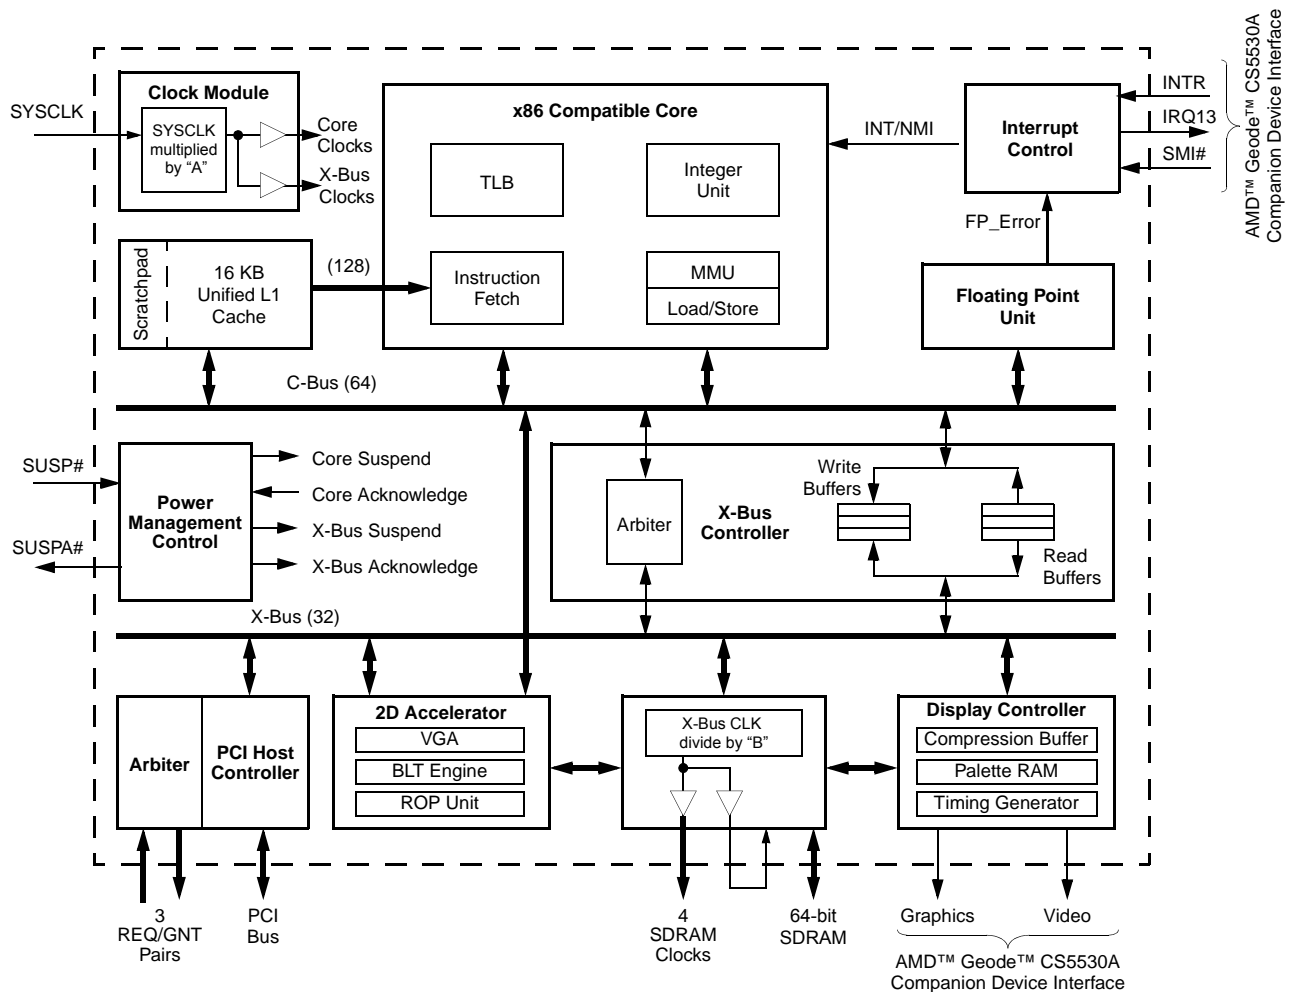 Clock Module
SYSCLK
SYSCLK
multiplied
by “A”
Core
Clocks
X-Bus
Clocks
x86 Compatible Core
TLB
Integer
Unit
Instruction
Fetch
MMU
Load/Store
INT/NMI
Interrupt
Control
INTR
IRQ13
SMI#
AMD™ Geode™ CS5530A
Companion Device Interface
FP_Error
Floating Point
Unit
Scratchpad
16 KB
Unified L1
Cache
(128)
C-Bus (64)
SUSP#
SUSPA#
Power
Management
Control
Core Suspend
Core Acknowledge
X-Bus Suspend
X-Bus Acknowledge
Arbiter
X-Bus
Controller
Write
Buffers
Read
Buffers
X-Bus (32)
Arbiter
PCI Host
Controller
2D Accelerator
VGA
BLT Engine
ROP Unit
X-Bus CLK
divide by “B”
Display Controller
Compression Buffer
Palette RAM
Timing Generator
3
REQ/GNT
Pairs
PCI
Bus
4
SDRAM
Clocks
64-bit
SDRAM
Graphics
Video
AMD™ Geode™ CS5530A
Companion Device Interface